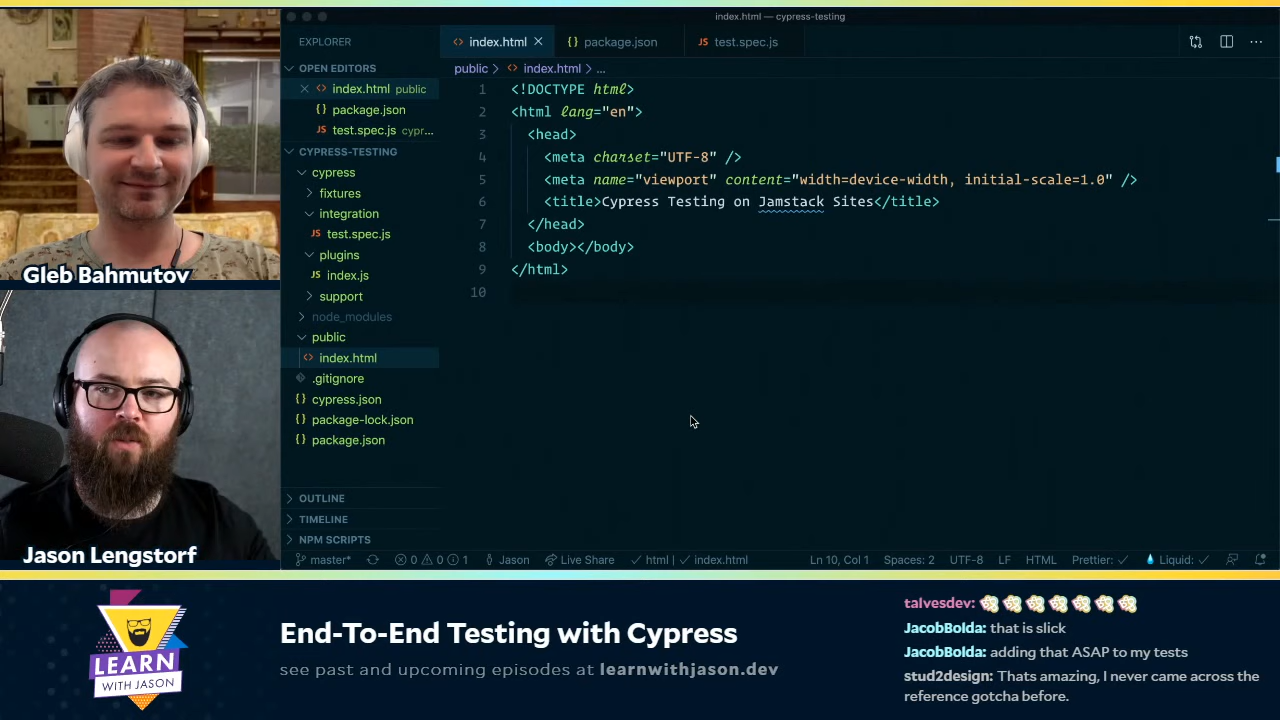 index.html — cypress-testing
EXPLORER
index.html
package.json
test.spec.js
OPEN EDITORS
index.html public
package.json
test.spec.js cypr...
CYPRESS-TESTING
cypress
fixtures
integration
test.spec.js
plugins
index.js
support
node_modules
public
index.html
.gitignore
cypress.json
package-lock.json
package.json
OUTLINE
TIMELINE
NPM SCRIPTS
public > index.html > ...
1 <!DOCTYPE html>
2 <html lang="en">
3 <head>
4 <meta charset="UTF-8" />
5 <meta name="viewport" content="width=device-width, initial-scale=1.0" />
6 <title>Cypress Testing on Jamstack Sites</title>
7 </head>
8 <body></body>
9 </html>
10
master* 0 0 1 Jason Live Share ✓ html | ✓ index.html Ln 10, Col 1 Spaces: 2 UTF-8 LF HTML Prettier: ✓ Liquid: ✓
Gleb Bahmutov
Jason Lengstorf
LEARN
WITH JASON
End-To-End Testing with Cypress
see past and upcoming episodes at learnwithjason.dev
talvesdev:
JacobBolda: that is slick
JacobBolda: adding that ASAP to my tests
stud2design: Thats amazing, I never came across the
reference gotcha before.